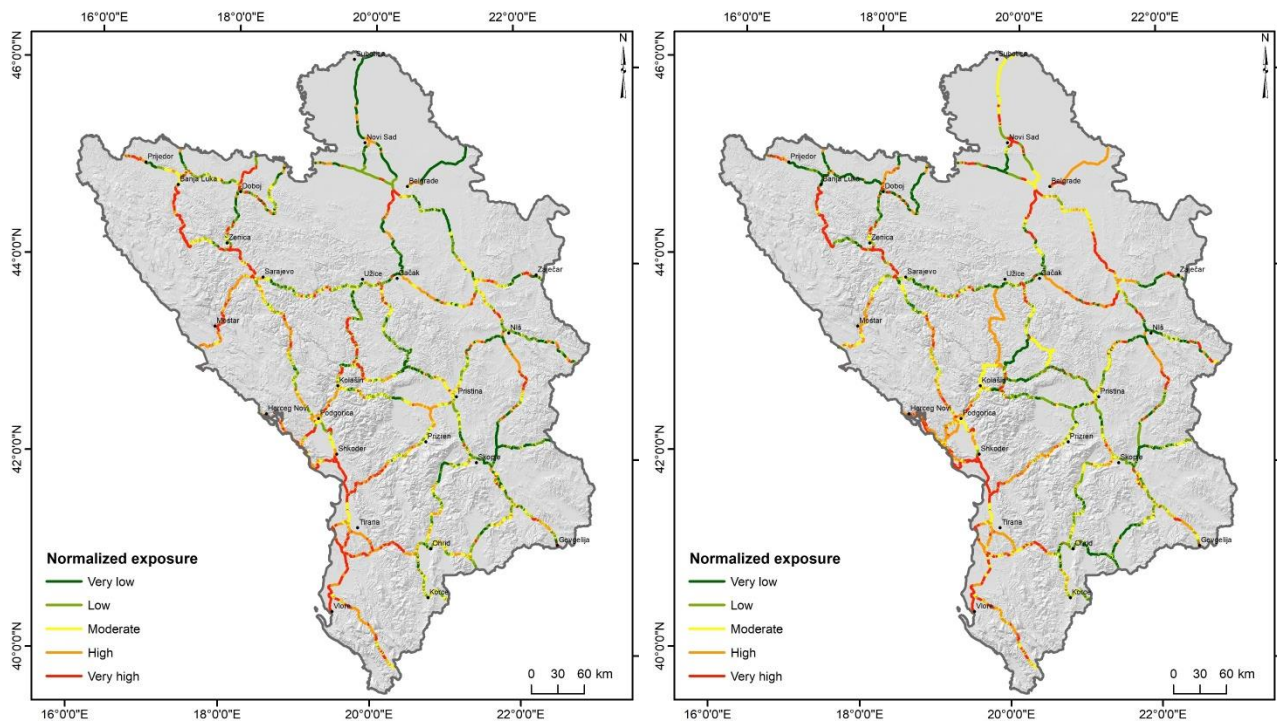 16°0'0"E 18°0'0"E 20°0'0"E 22°0'0"E
46°0'0"N
44°0'0"N
42°0'0"N
40°0'0"N
N
Subotica
Novi Sad
Prijedor
Banja Luka
Doboj
Belgrade
Zenica
Sarajevo
Užice
Čačak
Zaječar
Mostar
Niš
Kolašin
Pristina
Herceg Novi
Podgorica
Prizren
Shkoder
Skopje
Tirana
Ohrid
Gevgelija
Korce
Vlore
Normalized exposure
Very low
Low
Moderate
High
Very high
0 30 60 km
16°0'0"E 18°0'0"E 20°0'0"E 22°0'0"E
16°0'0"E 18°0'0"E 20°0'0"E 22°0'0"E
46°0'0"N
44°0'0"N
42°0'0"N
40°0'0"N
N
Subotica
Novi Sad
Prijedor
Banja Luka
Doboj
Belgrade
Zenica
Sarajevo
Užice
Čačak
Zaječar
Mostar
Niš
Kolašin
Pristina
Herceg Novi
Podgorica
Prizren
Shkoder
Skopje
Tirana
Ohrid
Gevgelija
Korce
Vlore
Normalized exposure
Very low
Low
Moderate
High
Very high
0 30 60 km
16°0'0"E 18°0'0"E 20°0'0"E 22°0'0"E